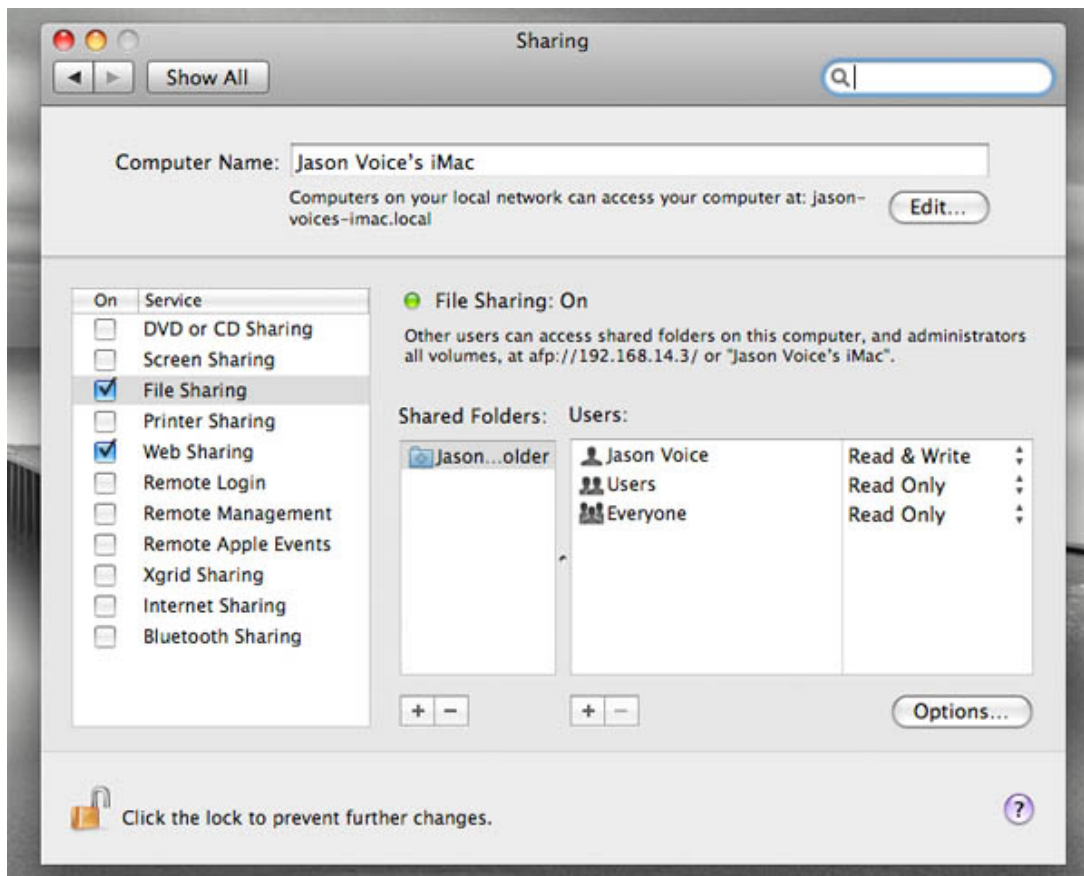 Sharing
Show All
Computer Name: Jason Voice's iMac
Computers on your local network can access your computer at: jason-
voices-imac.local
Edit...
On Service
DVD or CD Sharing
Screen Sharing
File Sharing
Printer Sharing
Web Sharing
Remote Login
Remote Management
Remote Apple Events
Xgrid Sharing
Internet Sharing
Bluetooth Sharing
File Sharing: On
Other users can access shared folders on this computer, and administrators
all volumes, at afp://192.168.14.3/ or "Jason Voice's iMac".
Shared Folders: Users:
Jason...older
Jason Voice Read & Write
Users Read Only
Everyone Read Only
+ −
+ −
Options...
Click the lock to prevent further changes.
?